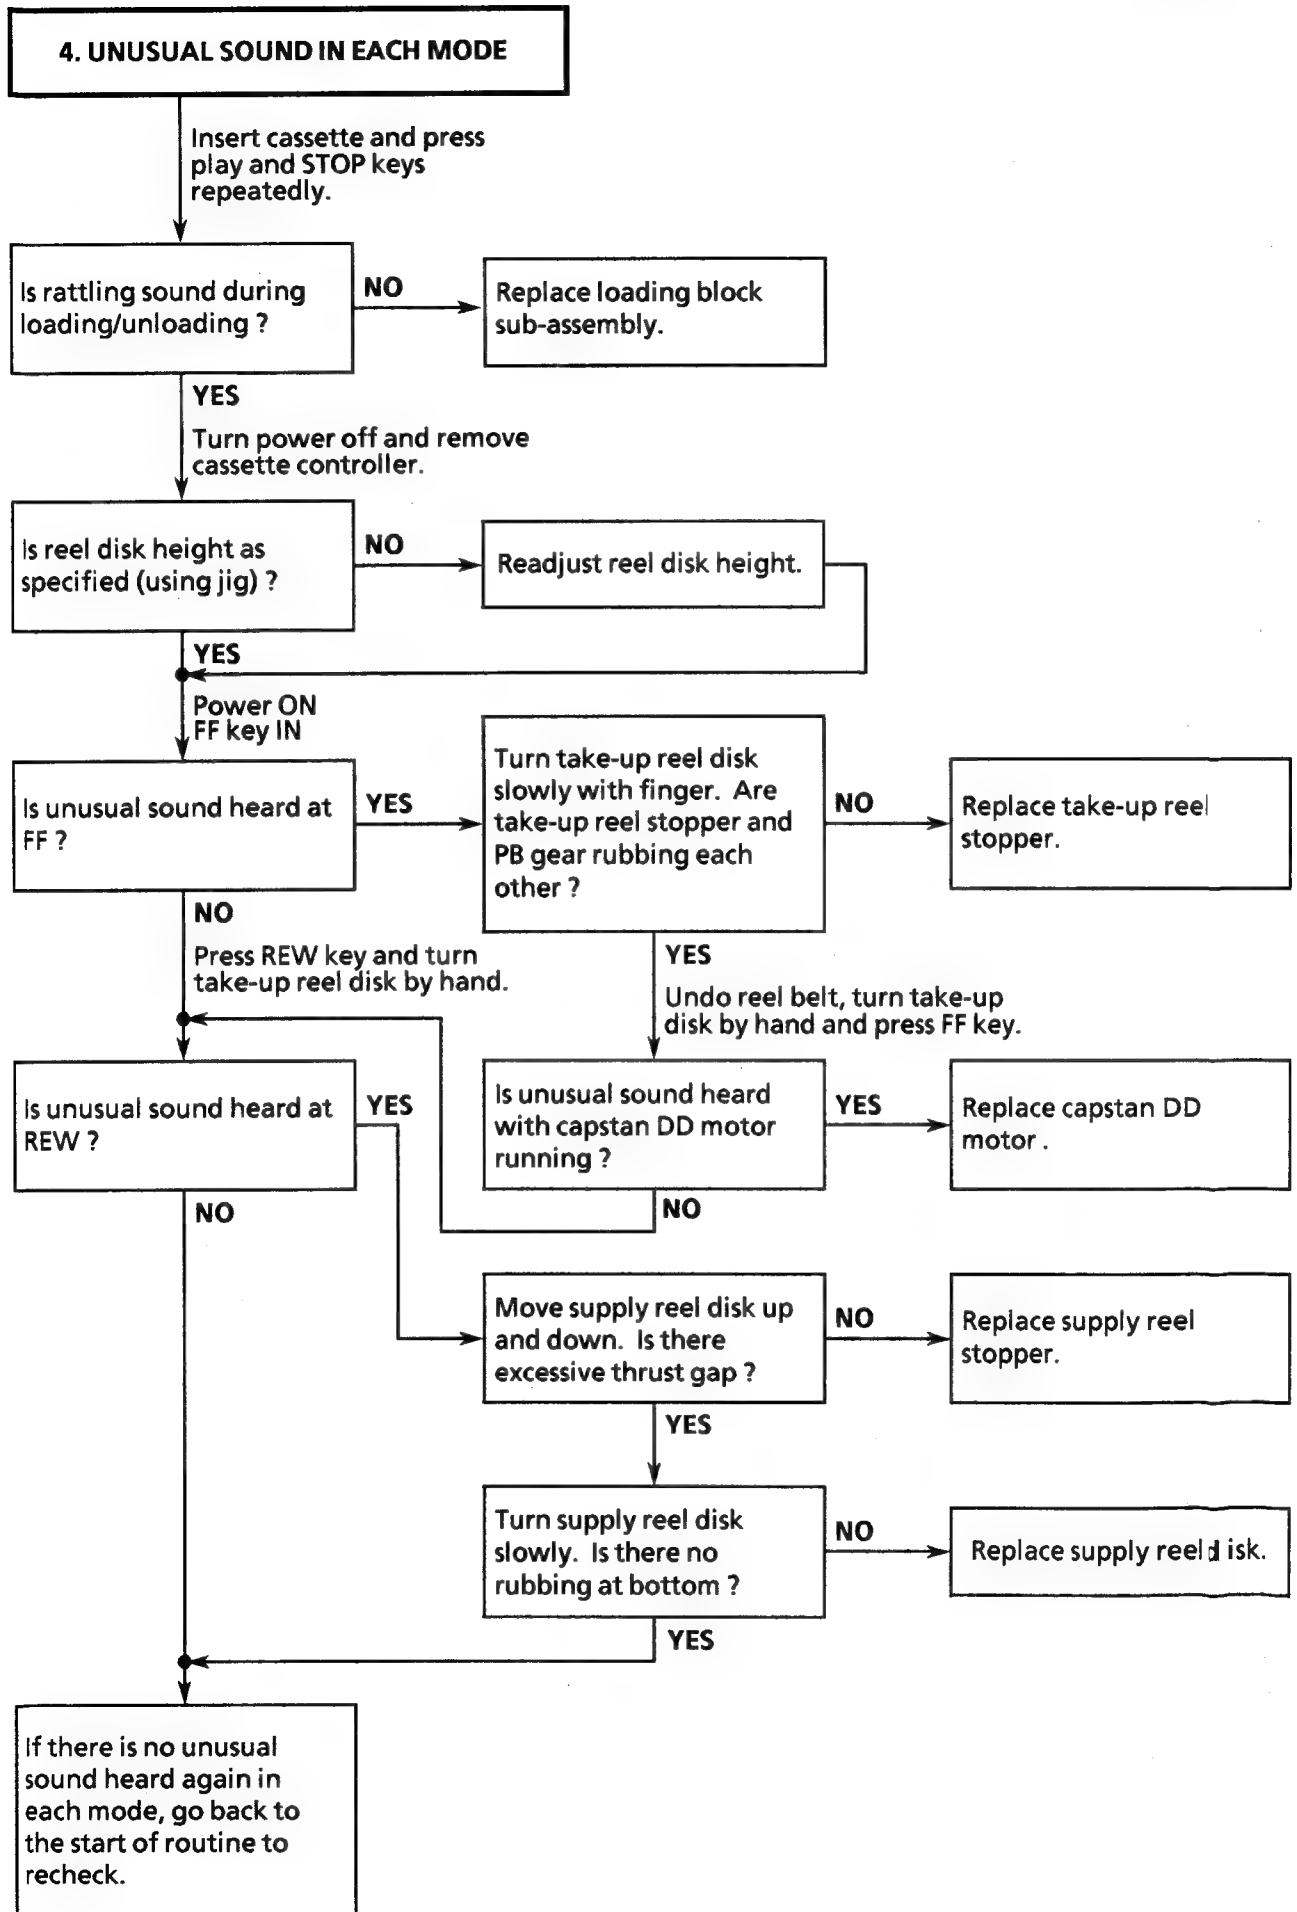 4. UNUSUAL SOUND IN EACH MODE
Insert cassette and press
play and STOP keys
repeatedly.
Is rattling sound during
loading/unloading ?
NO
Replace loading block
sub-assembly.
YES
Turn power off and remove
cassette controller.
Is reel disk height as
specified (using jig) ?
NO
Readjust reel disk height.
YES
Power ON
FF key IN
Is unusual sound heard at
FF ?
YES
Turn take-up reel disk
slowly with finger. Are
take-up reel stopper and
PB gear rubbing each
other ?
NO
Replace take-up reel
stopper.
NO
Press REW key and turn
take-up reel disk by hand.
YES
Undo reel belt, turn take-up
disk by hand and press FF key.
Is unusual sound heard at
REW ?
YES
Is unusual sound heard
with capstan DD motor
running ?
YES
Replace capstan DD
motor .
NO
NO
Move supply reel disk up
and down. Is there
excessive thrust gap ?
NO
Replace supply reel
stopper.
YES
Turn supply reel disk
slowly. Is there no
rubbing at bottom ?
NO
Replace supply reel d isk.
YES
If there is no unusual
sound heard again in
each mode, go back to
the start of routine to
recheck.